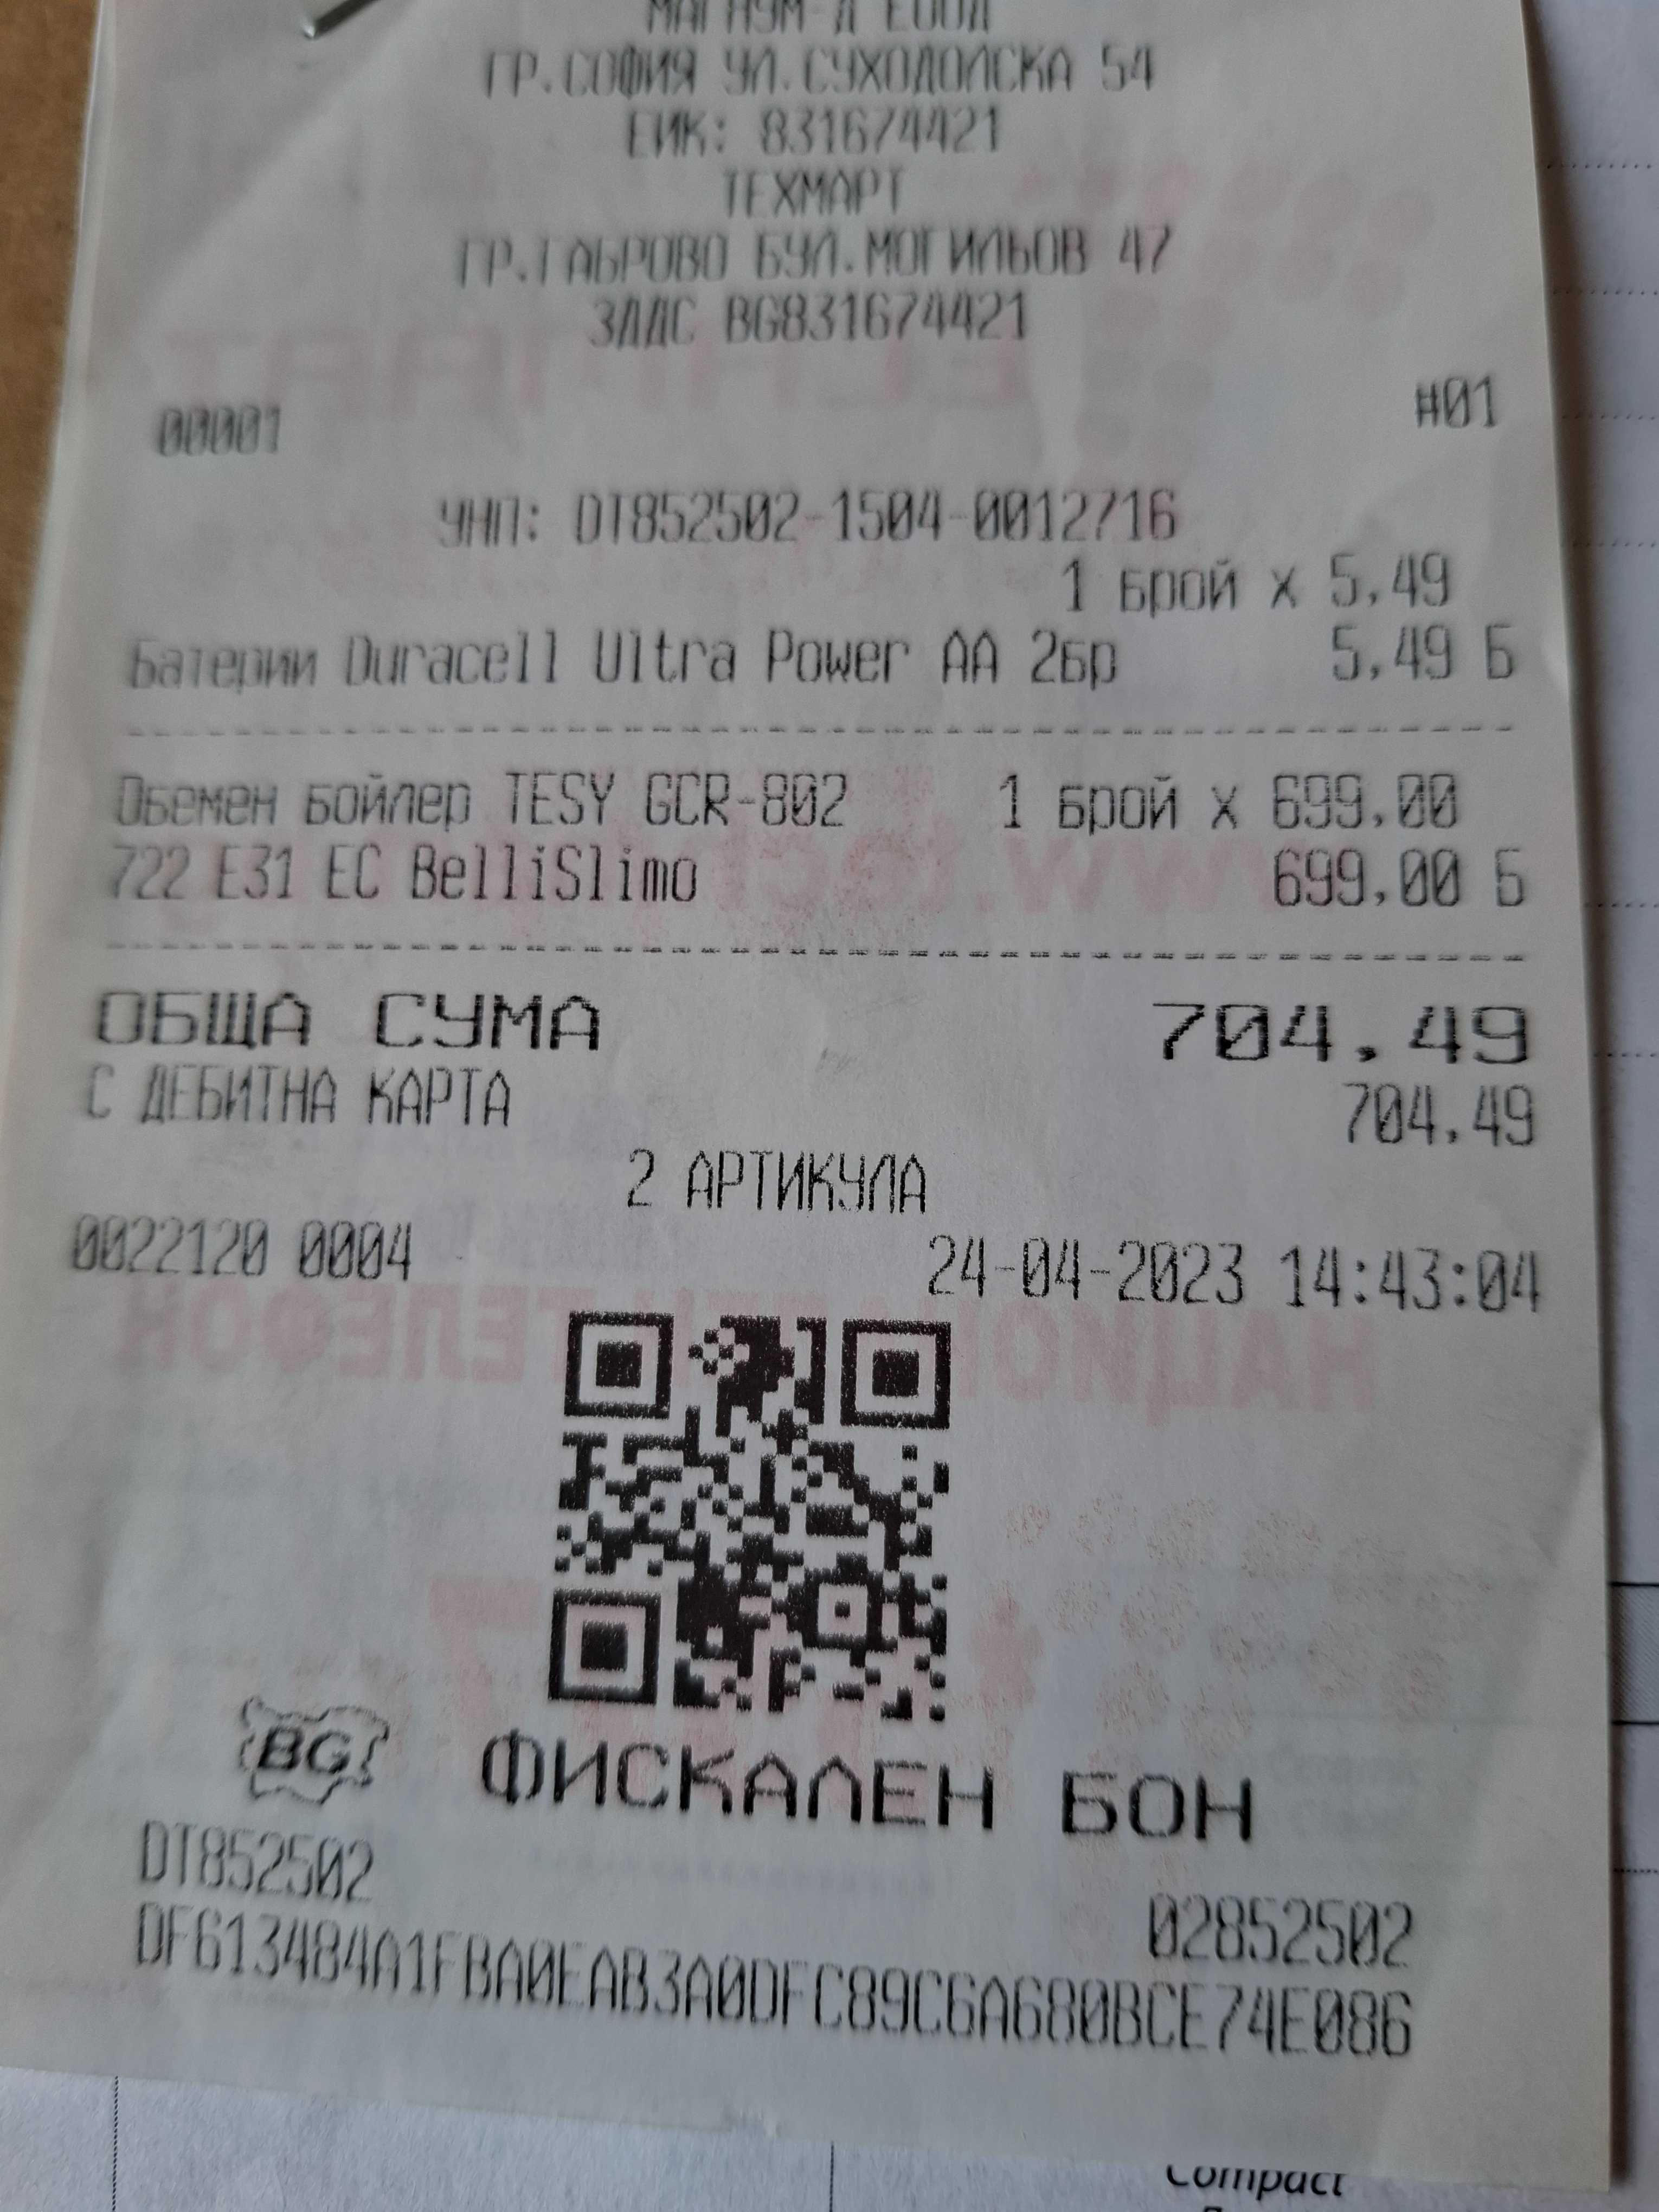 МАГНУМ-Д ЕООД
ГР.СОФИЯ УЛ.СУХОДОЛСКА 54
ЕИК: 831674421
ТЕХМАРТ
ГР.ГАБРОВО БУЛ.МОГИЛЬОВ 47
ЗДДС BG831674421
00001 #01
УНП: DT852502-1504-0012716
1 брой x 5.49
Батерии Duracell Ultra Power AA 2бр 5.49 Б
Обемен бойлер TESY GCR-802 1 брой x 699.00
722 E31 EC BelliSlimo 699.00 Б
ОБЩА СУМА 704.49
С ДЕБИТНА КАРТА 704.49
2 АРТИКУЛА
0022120 0004 24-04-2023 14:43:04
BG ФИСКАЛЕН БОН
DT852502 02852502
DF613484A1FBA0EAB3A0DFC89C6A680BCE74E086
Compact